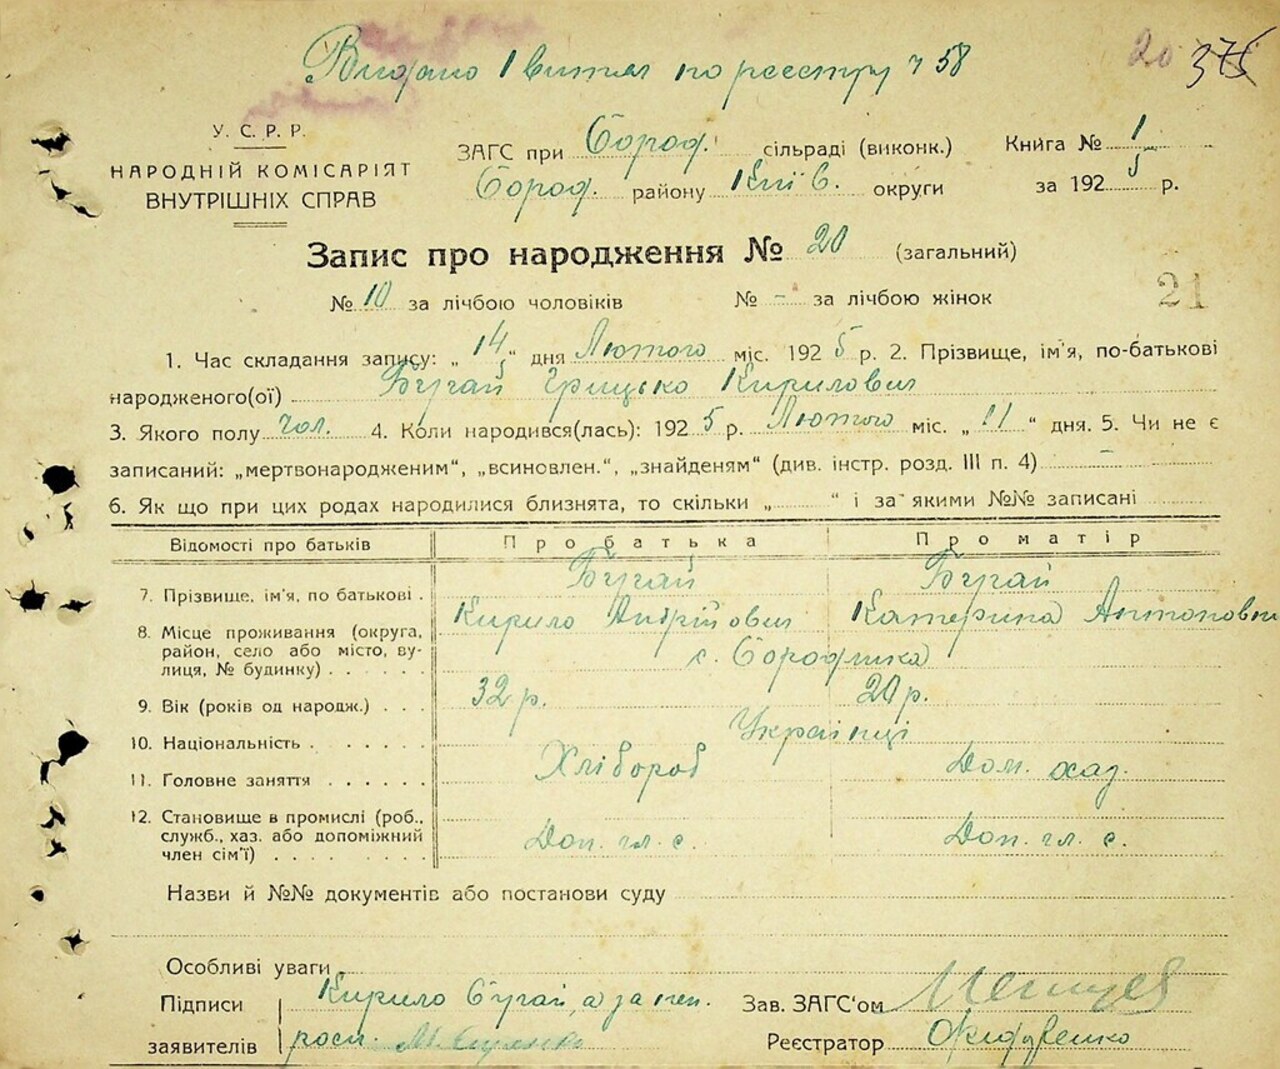 Видано 1 витяг по реєстру ч 58
20 375
У. С. Р. Р.
НАРОДНІЙ КОМІСАРІЯТ
ВНУТРІШНІХ СПРАВ
ЗАГС при Бород. сільраді (виконк.) Книга № 1
Бород. району Київ. округи за 1925 р.
Запис про народження № 20 (загальний)
№ 10 за лічбою чоловіків № - за лічбою жінок
21
1. Час складання запису: „14“ дня Лютого міс. 1925 р. 2. Прізвище, ім'я, по-батькові
народженого(ої) Бугай Грицько Кирилович
3. Якого полу чол. 4. Коли народився(лась): 1925 р. Лютого міс. „11“ дня. 5. Чи не є
записаний: „мертвонародженим“, „всиновлен.“, „знайденям“ (див. інстр. розд. III п. 4) -
6. Як що при цих родах народилися близнята, то скільки „ “ і за якими №№ записані
Відомості про батьків Про батька Про матір
Бугай Бугай
7. Прізвище, ім'я, по батькові .
Кирило Андрійович Катерина Антоновн
8. Місце проживання (округа,
район, село або місто, ву-
лиця, № будинку) . . . . .
с. Бородянка
9. Вік (років од народж.) . . . 32 р. 20 р.
10. Національність . . . . . . Українці
11. Головне заняття . . . . . . Хлібороб Дом. хаз.
12. Становище в промислі (роб.,
служб., хаз. або допоміжний
член сім'ї) . . . . . . . . Доп. чл. с. Доп. чл. с.
Назви й №№ документів або постанови суду
Особливі уваги
Підписи Кирило Бугай, а за неп. Зав. ЗАГС'ом
заявителів росп. Реєстратор